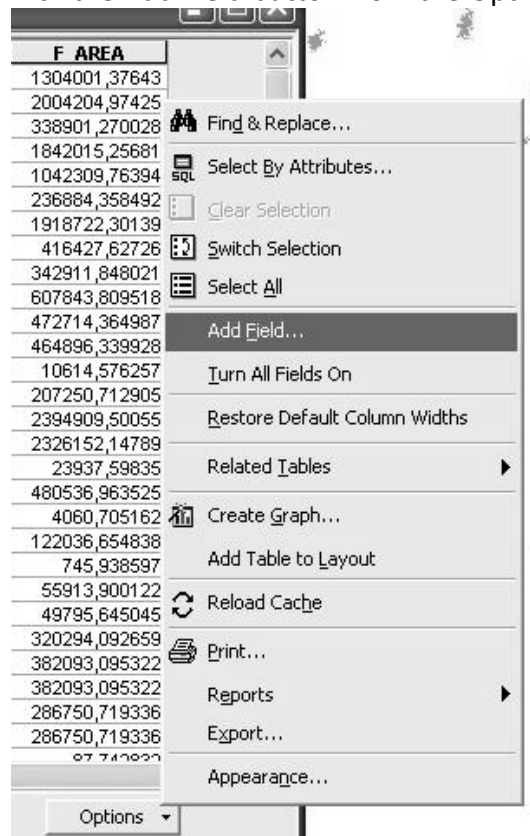 F_AREA
1304001,37643
2004204,97425
338901,270028
1842015,25681
1042309,76394
236884,358492
1918722,30139
416427,62726
342911,848021
607843,809518
472714,364987
464896,339928
10614,576257
207250,712905
2394909,50055
2326152,14789
23937,59835
480536,963525
4060,705162
122036,654838
745,938597
55913,900122
49795,645045
320294,092659
382093,095322
382093,095322
286750,719336
286750,719336
Find & Replace...
SQL
Select By Attributes...
Clear Selection
Switch Selection
Select All
Add Field...
Turn All Fields On
Restore Default Column Widths
Related Tables
Create Graph...
Add Table to Layout
Reload Cache
Print...
Reports
Export...
Appearance...
Options